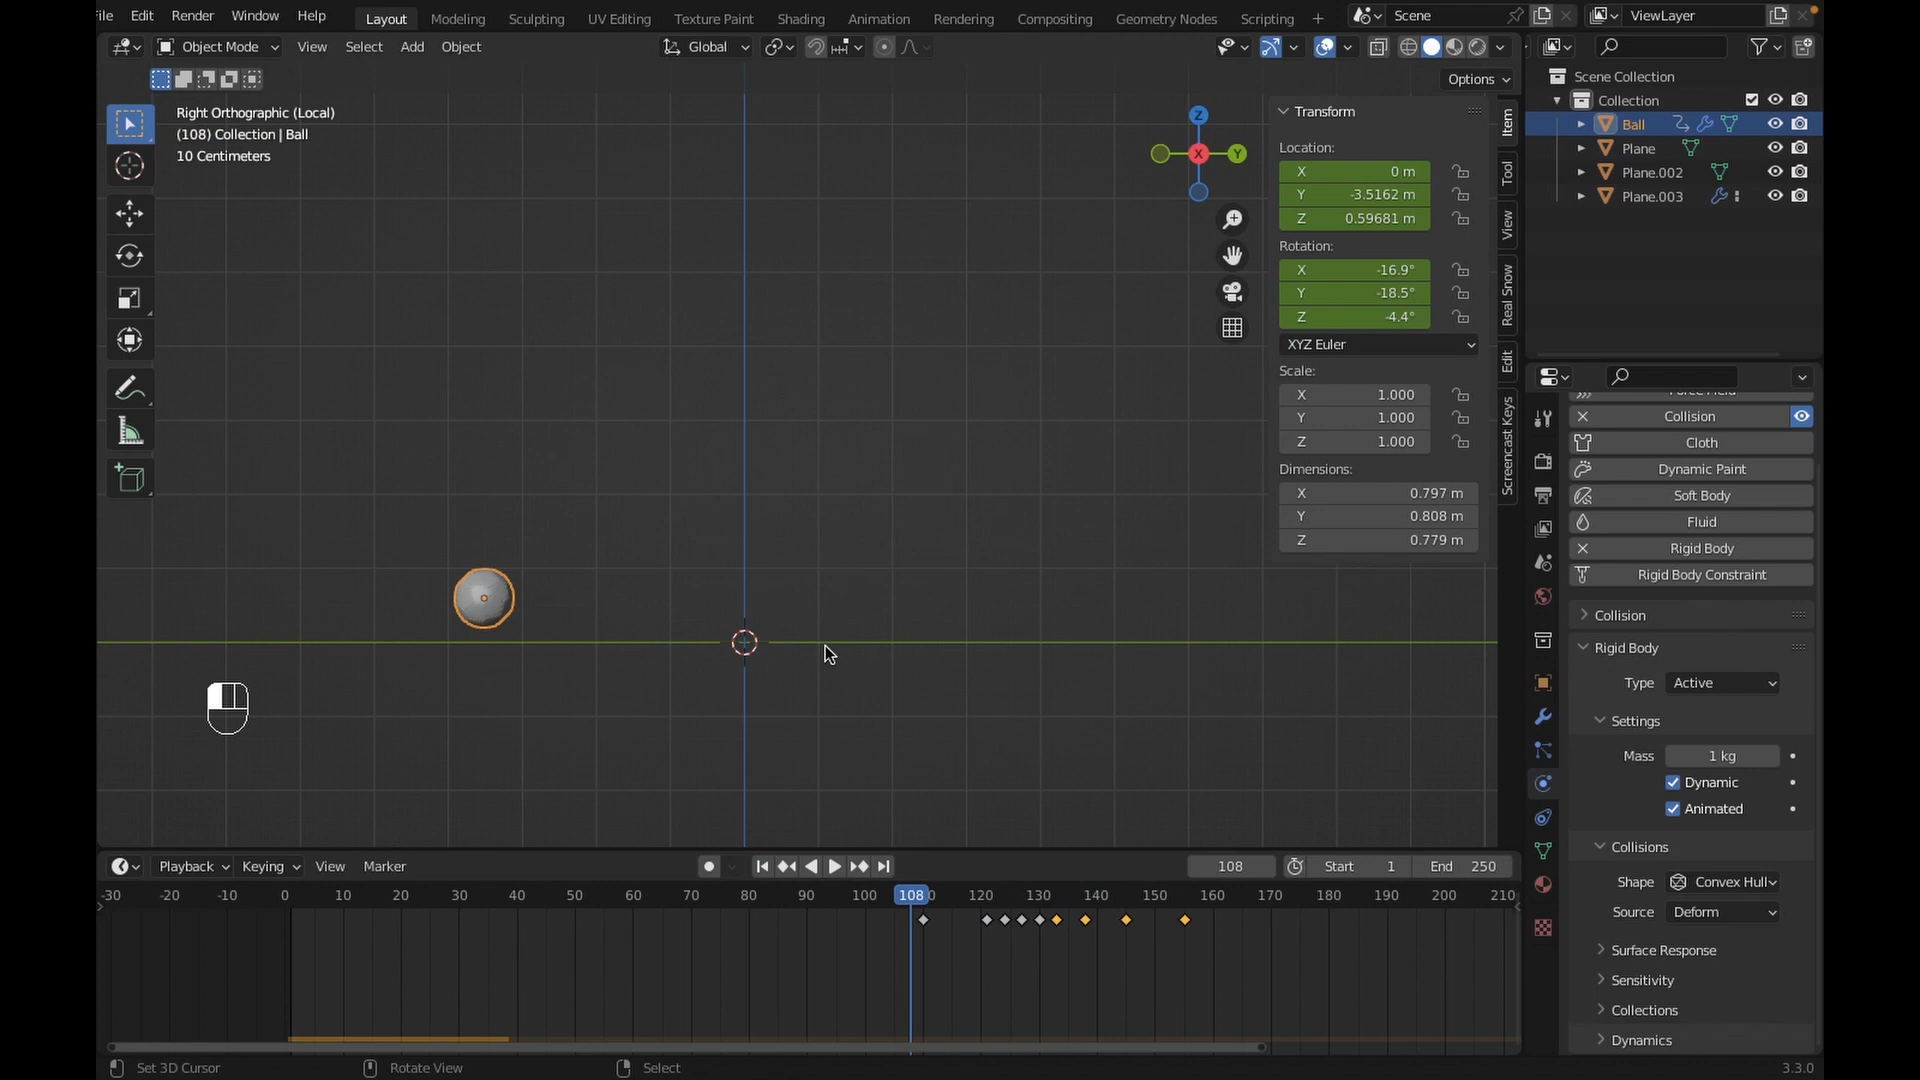 ile Edit Render Window Help Layout Modeling Sculpting UV Editing Texture Paint Shading Animation Rendering Compositing Geometry Nodes Scripting + Scene ViewLayer
Object Mode View Select Add Object Global
Options
Right Orthographic (Local)
(108) Collection | Ball
10 Centimeters
Z
X
Y
Transform
Location:
X 0 m
Y -3.5162 m
Z 0.59681 m
Rotation:
X -16.9°
Y -18.5°
Z -4.4°
XYZ Euler
Scale:
X 1.000
Y 1.000
Z 1.000
Dimensions:
X 0.797 m
Y 0.808 m
Z 0.779 m
Item
Tool
View
Real Snow
Edit
Screencast Keys
Scene Collection
Collection
Ball
Plane
Plane.002
Plane.003
Collision
Cloth
Dynamic Paint
Soft Body
Fluid
Rigid Body
Rigid Body Constraint
Collision
Rigid Body
Type Active
Settings
Mass 1 kg
Dynamic
Animated
Collisions
Shape Convex Hull
Source Deform
Surface Response
Sensitivity
Collections
Dynamics
Playback Keying View Marker 108 Start 1 End 250
-30 -20 -10 0 10 20 30 40 50 60 70 80 90 100 108 120 130 140 150 160 170 180 190 200 210
Set 3D Cursor Rotate View Select 3.3.0